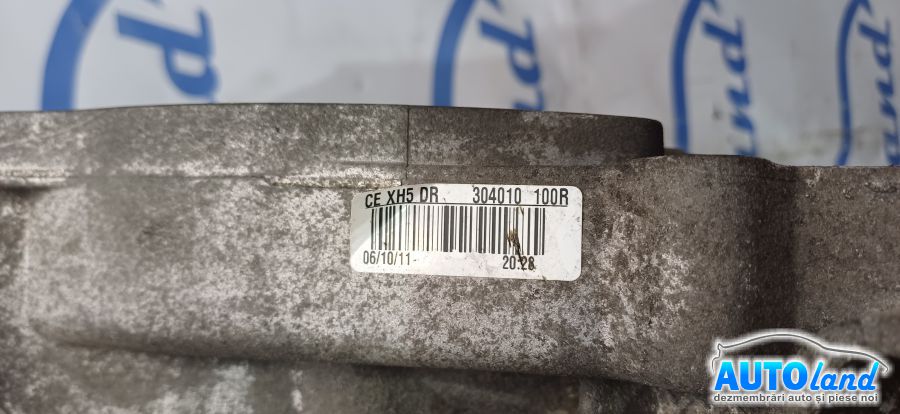 CE XH5 DR 304010 100R
06/10/11- 20:28
AUTOland
dezmembrări auto și piese noi